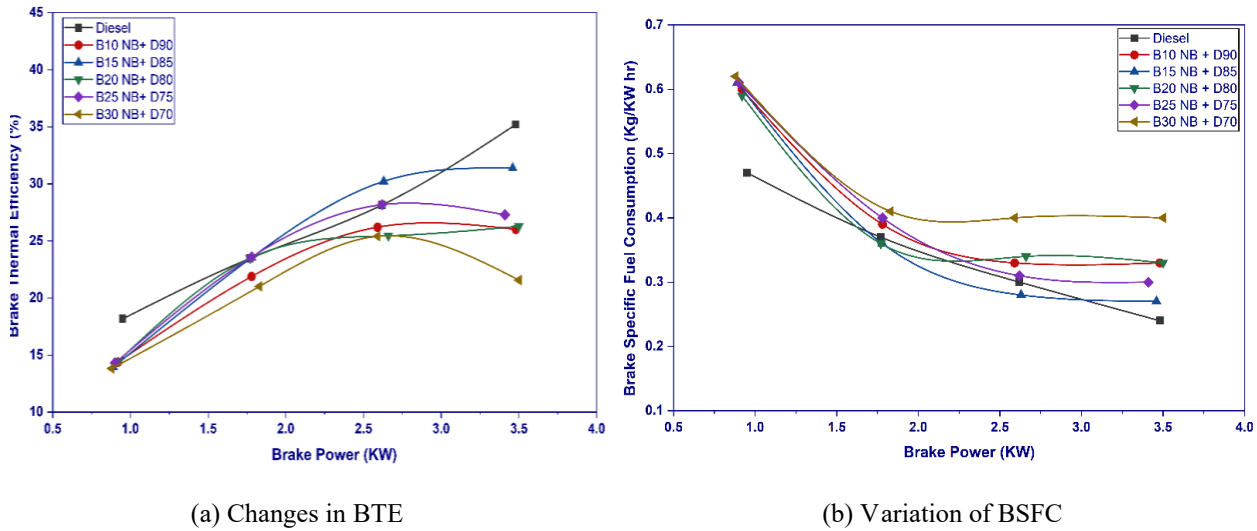 45
40
35
30
25
20
15
10
0.5
1.0
1.5
2.0
2.5
3.0
3.5
4.0
Brake Thermal Efficiency (%)
Brake Power (KW)
Diesel
B10 NB+ D90
B15 NB+ D85
B20 NB+ D80
B25 NB+ D75
B30 NB+ D70
(a) Changes in BTE
0.7
0.6
0.5
0.4
0.3
0.2
0.1
0.5
1.0
1.5
2.0
2.5
3.0
3.5
4.0
Brake Specific Fuel Consumption (Kg/KW hr)
Brake Power (KW)
Diesel
B10 NB + D90
B15 NB + D85
B20 NB + D80
B25 NB + D75
B30 NB + D70
(b) Variation of BSFC